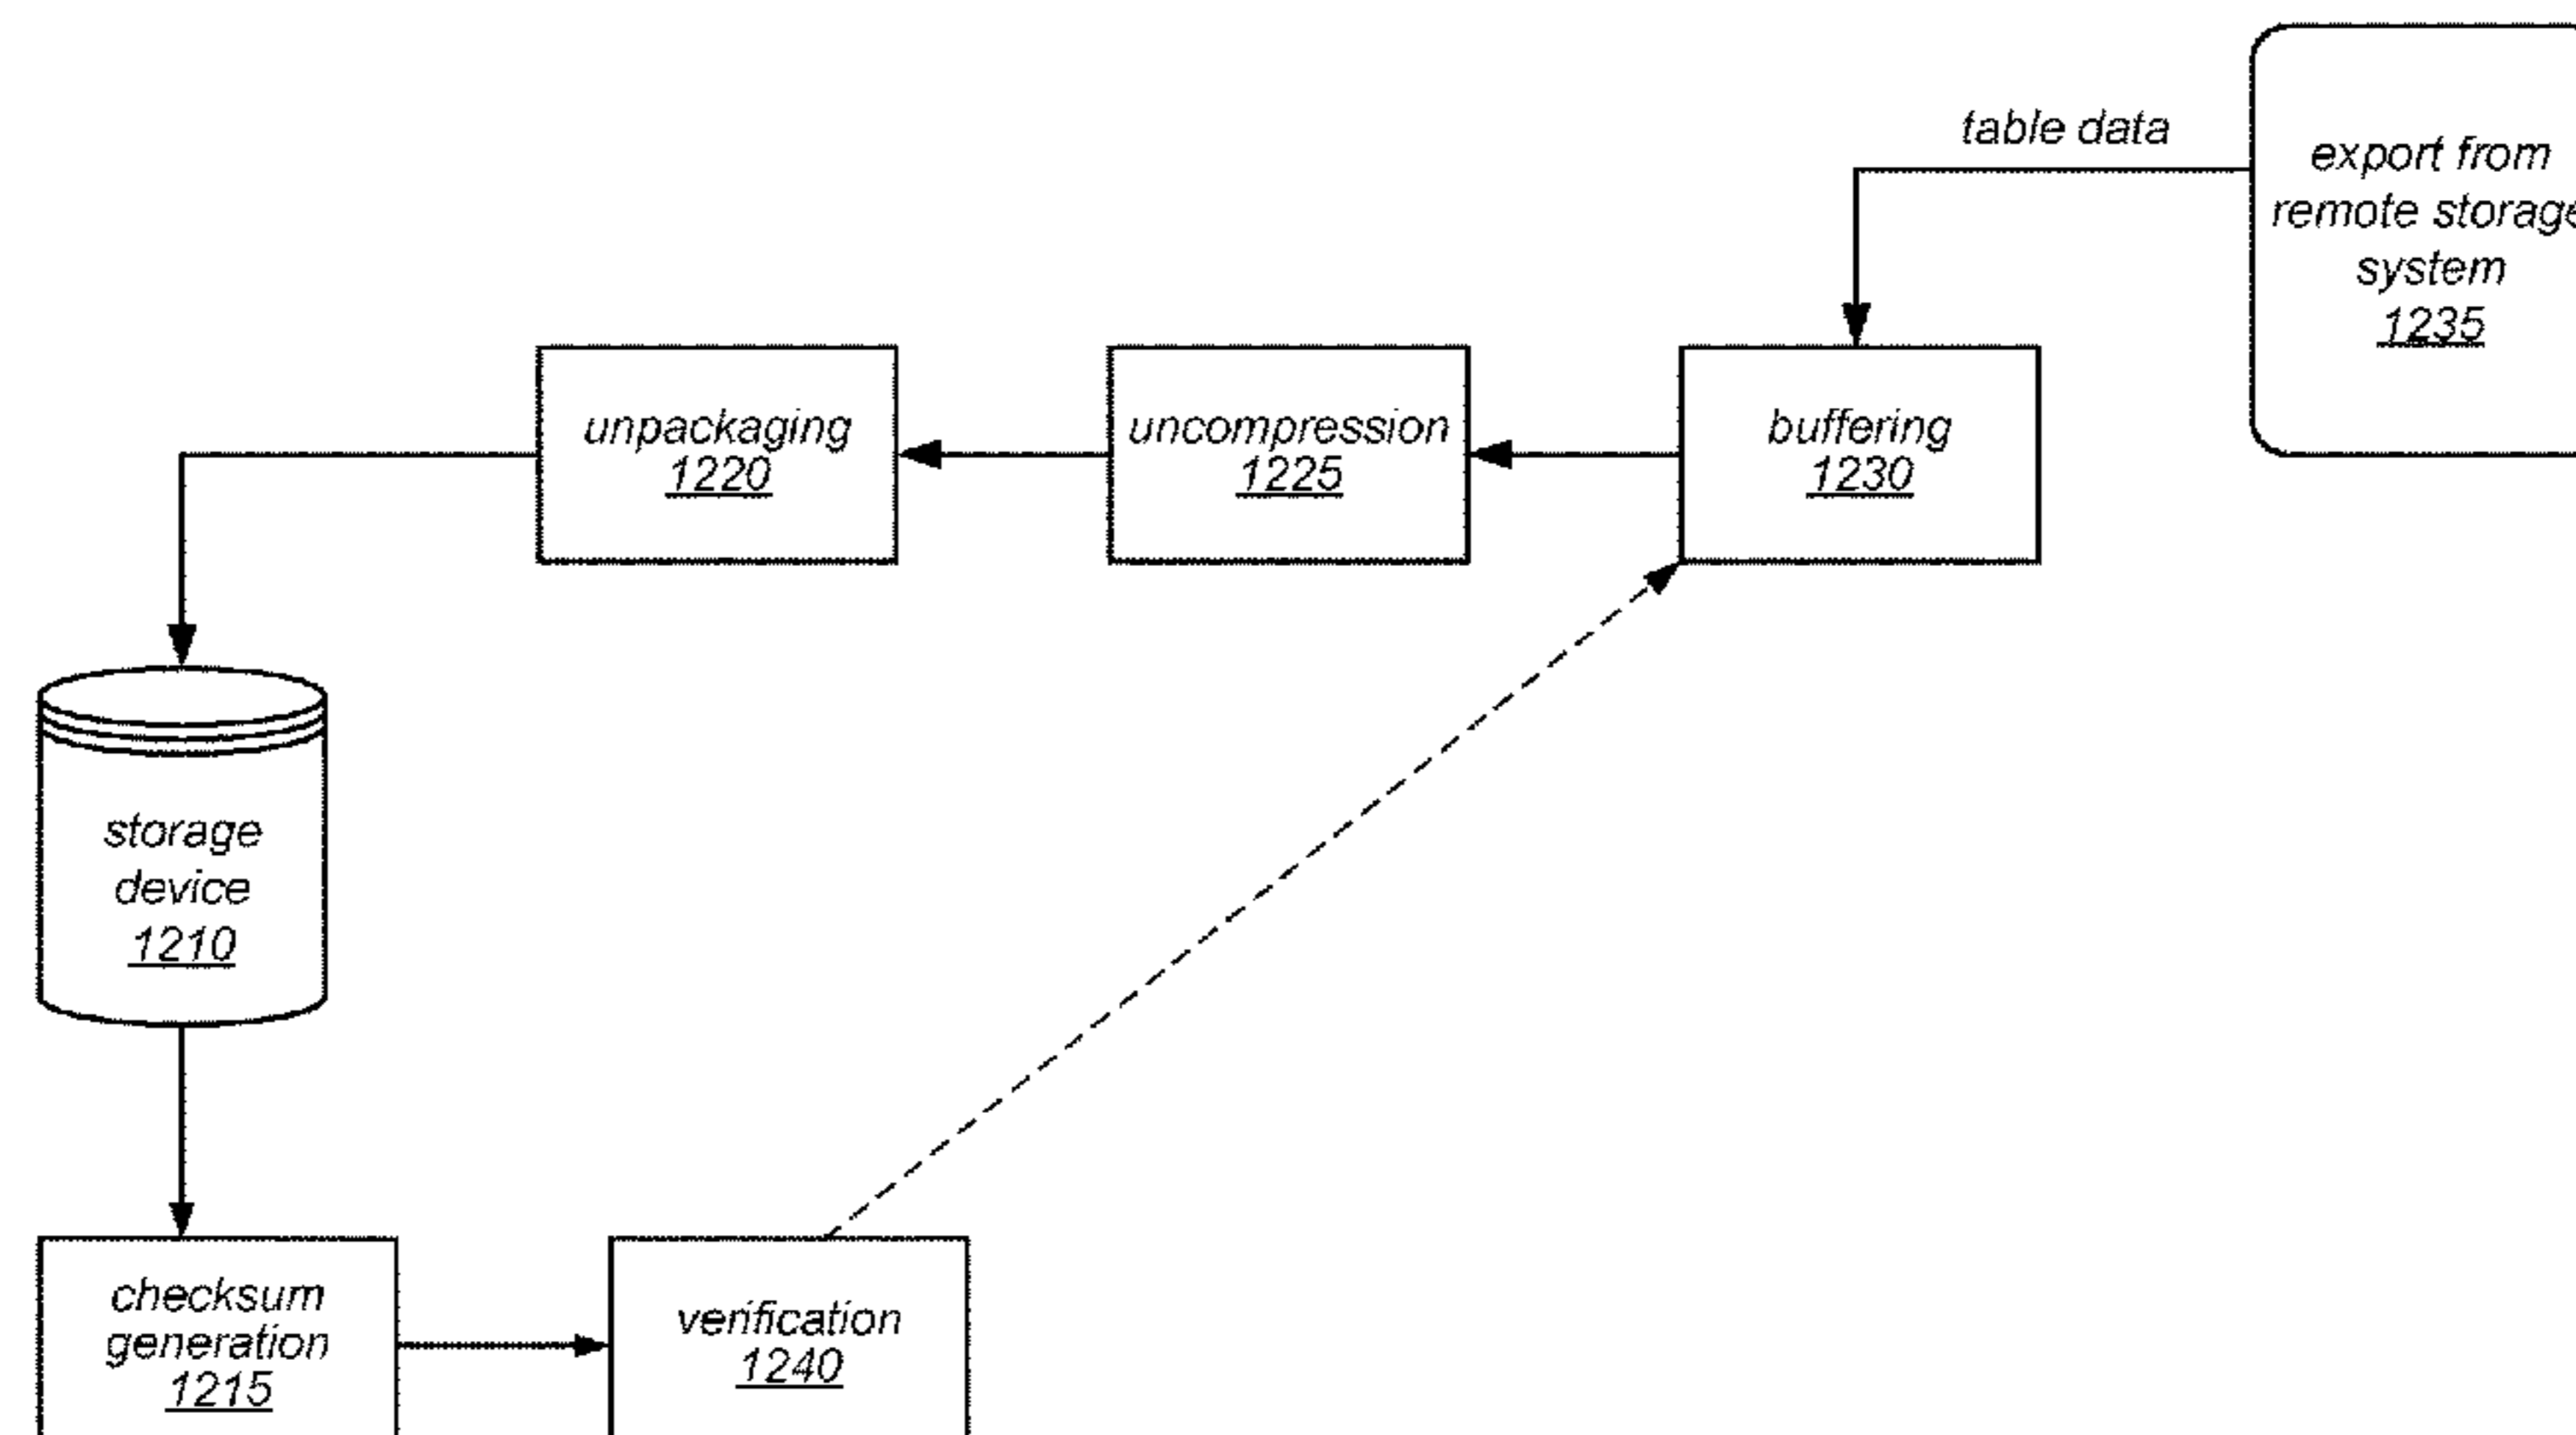 table data
export from
remote storage
system
1235
unpackaging
1220
uncompression
1225
buffering
1230
storage
device
1210
checksum
generation
1215
verification
1240